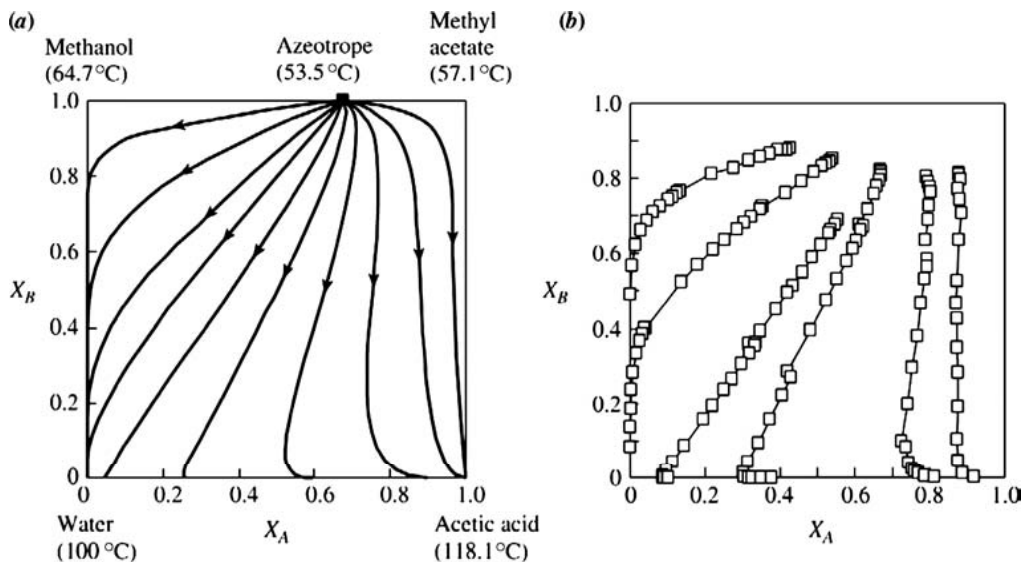 (a)
Methanol
(64.7°C)
Azeotrope
(53.5°C)
Methyl
acetate
(57.1°C)
1.0
0.8
0.6
X_B
0.4
0.2
0
0 0.2 0.4 0.6 0.8 1.0
Water
(100 °C)
X_A
Acetic acid
(118.1°C)
(b)
1.0
0.8
0.6
X_B
0.4
0.2
0
0 0.2 0.4 0.6 0.8 1.0
X_A